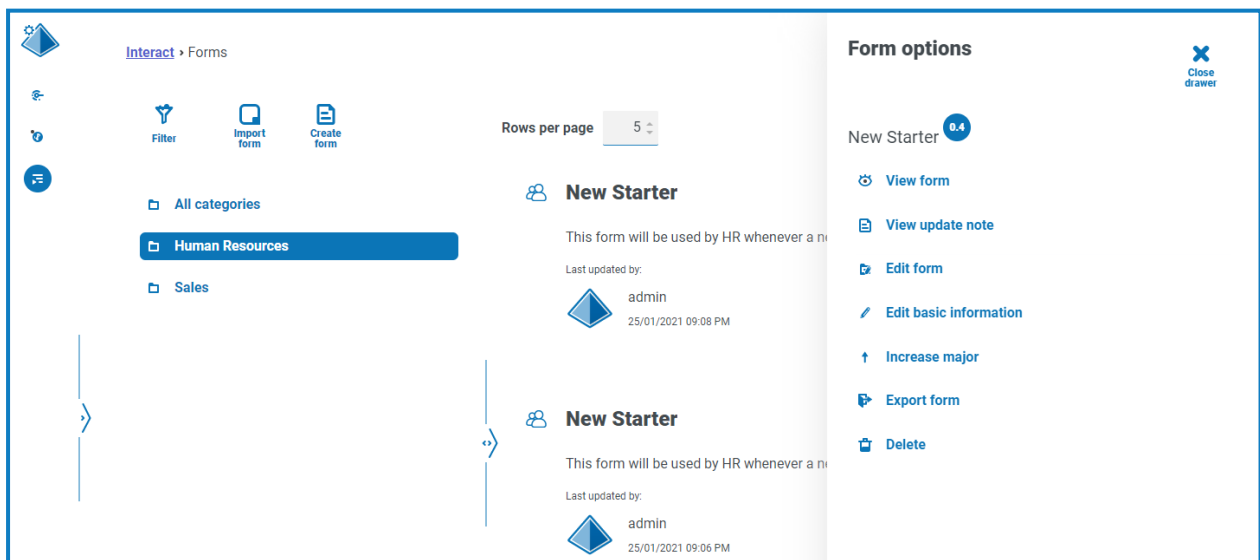 Interact › Forms
Filter
Import
form
Create
form
All categories
Human Resources
Sales
Rows per page 5
New Starter
This form will be used by HR whenever a
Last updated by:
admin
25/01/2021 09:08 PM
New Starter
This form will be used by HR whenever a
Last updated by:
admin
25/01/2021 09:06 PM
Form options
Close
drawer
New Starter 0.4
View form
View update note
Edit form
Edit basic information
Increase major
Export form
Delete